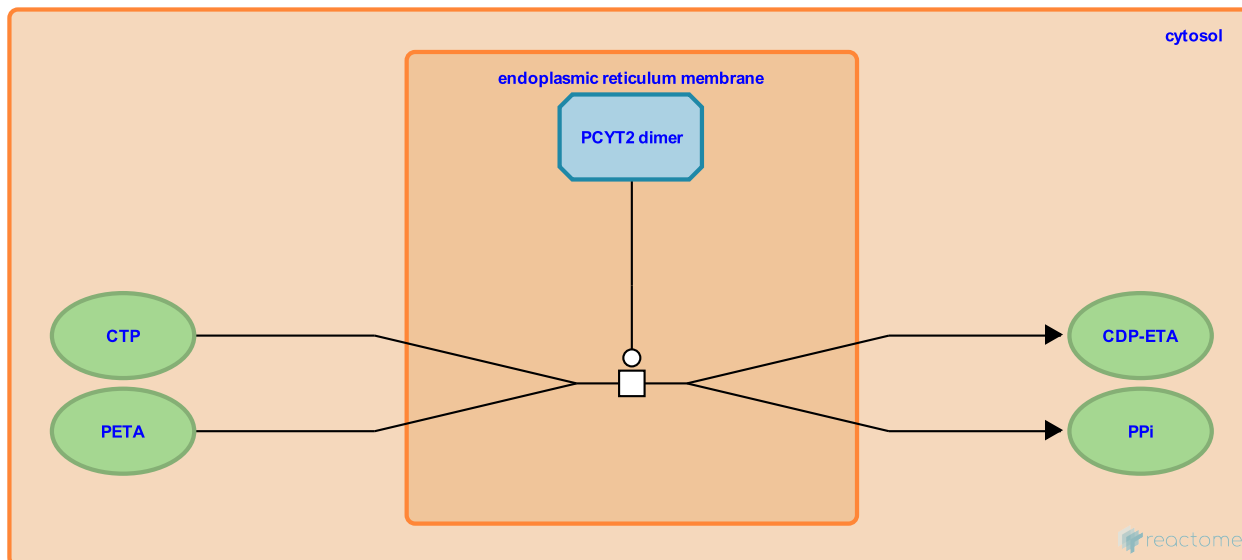 cytosol
endoplasmic reticulum membrane
PCYT2 dimer
CTP
CDP-ETA
PETA
PPi
reactome